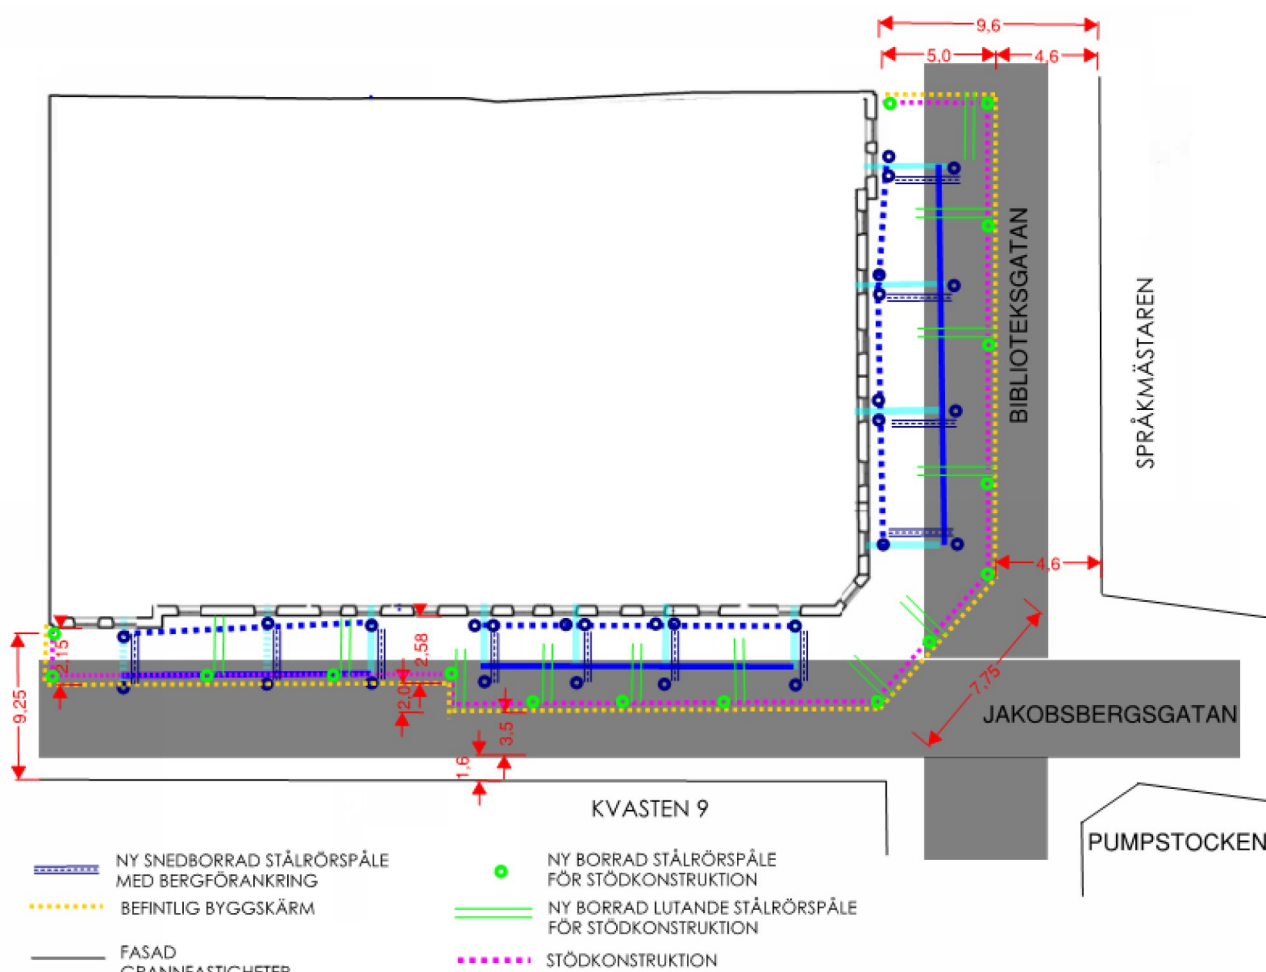 9,6
5,0
4,6
BIBLIOTEKSGATAN
SPRÅKMÄSTAREN
4,6
2,15
2,58
2,0
9,25
3,5
1,6
7,75
JAKOBSBERGSGATAN
KVASTEN 9
PUMPSTOCKEN
NY SNEDBORRAD STÅLRÖRSPÅLE
MED BERGFÖRANKRING
BEFINTLIG BYGGSKÄRM
FASAD
GRANNFASTIGHETER
NY BORRAD STÅLRÖRSPÅLE
FÖR STÖDKONSTRUKTION
NY BORRAD LUTANDE STÅLRÖRSPÅLE
FÖR STÖDKONSTRUKTION
STÖDKONSTRUKTION